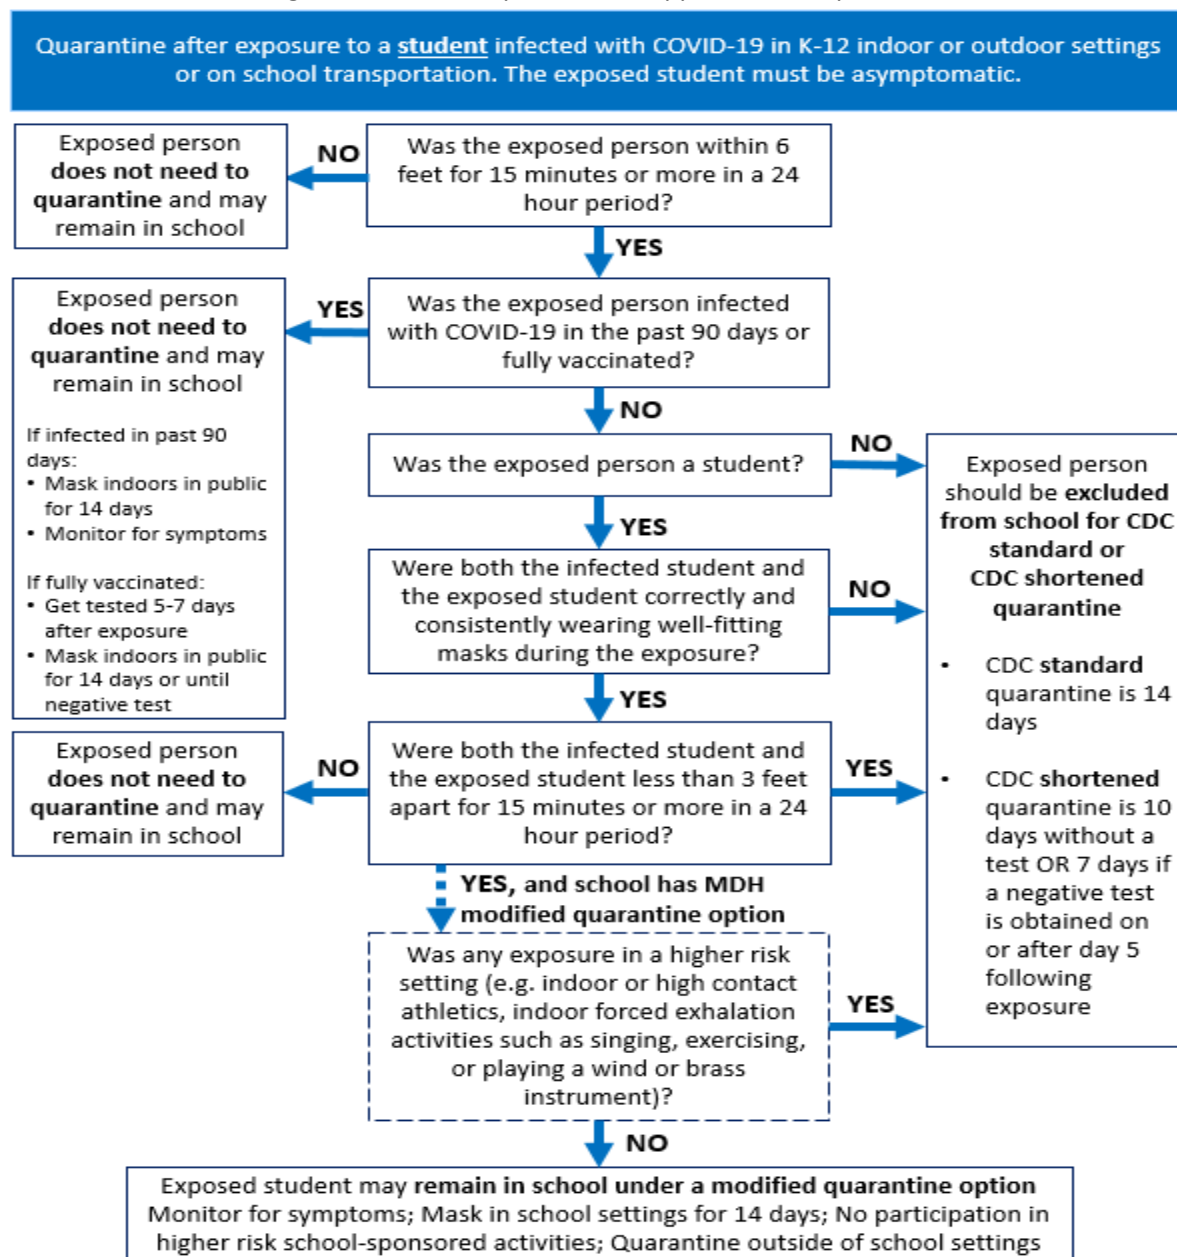 Quarantine after exposure to a student infected with COVID-19 in K-12 indoor or outdoor settings
or on school transportation. The exposed student must be asymptomatic.
Was the exposed person within 6
feet for 15 minutes or more in a 24
hour period?
NO
Exposed person
does not need to
quarantine and may
remain in school
YES
Was the exposed person infected
with COVID-19 in the past 90 days or
fully vaccinated?
YES
Exposed person
does not need to
quarantine and may
remain in school
If infected in past 90
days:
• Mask indoors in public
for 14 days
• Monitor for symptoms
If fully vaccinated:
• Get tested 5-7 days
after exposure
• Mask indoors in public
for 14 days or until
negative test
NO
Was the exposed person a student?
NO
Exposed person
should be excluded
from school for CDC
standard or
CDC shortened
quarantine
• CDC standard
quarantine is 14
days
• CDC shortened
quarantine is 10
days without a
test OR 7 days if
a negative test
is obtained on
or after day 5
following
exposure
YES
Were both the infected student and
the exposed student correctly and
consistently wearing well-fitting
masks during the exposure?
NO
YES
Were both the infected student and
the exposed student less than 3 feet
apart for 15 minutes or more in a 24
hour period?
NO
Exposed person
does not need to
quarantine and may
remain in school
YES
YES, and school has MDH
modified quarantine option
Was any exposure in a higher risk
setting (e.g. indoor or high contact
athletics, indoor forced exhalation
activities such as singing, exercising,
or playing a wind or brass
instrument)?
YES
NO
Exposed student may remain in school under a modified quarantine option
Monitor for symptoms; Mask in school settings for 14 days; No participation in
higher risk school-sponsored activities; Quarantine outside of school settings